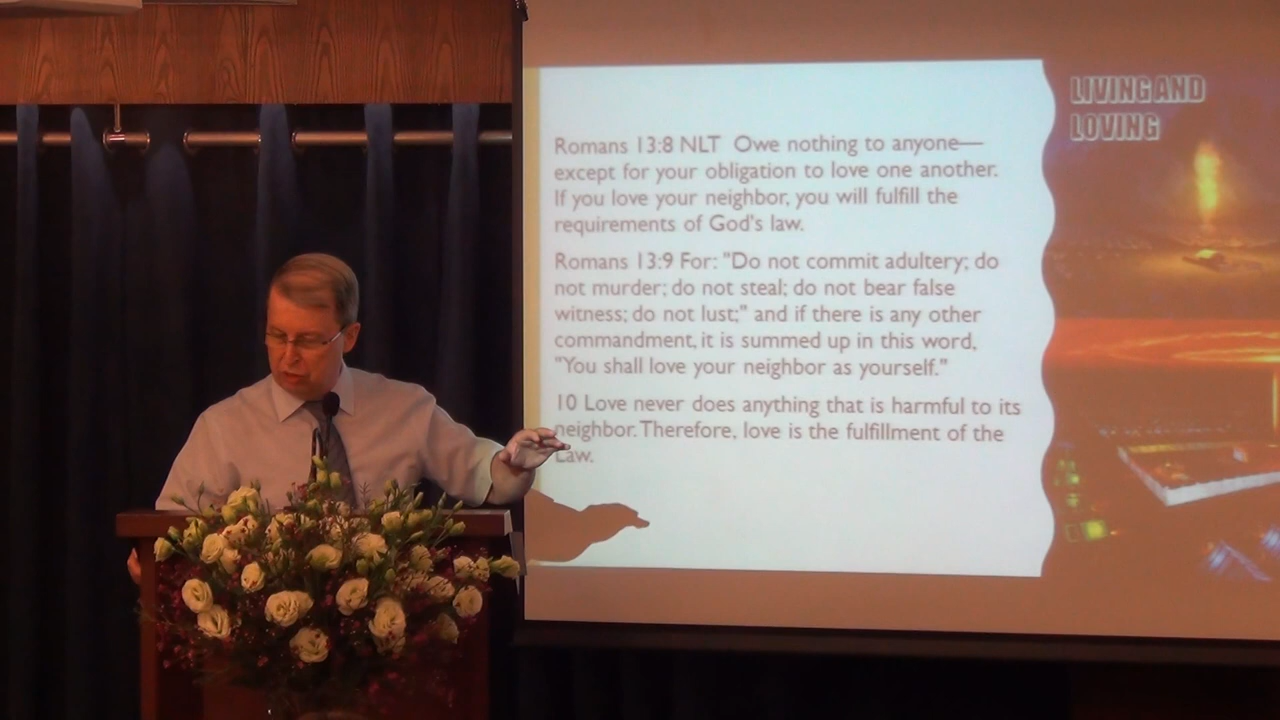 Romans 13:8 NLT  Owe nothing to anyone—
except for your obligation to love one another.
If you love your neighbor, you will fulfill the
requirements of God's law.
Romans 13:9 For: "Do not commit adultery; do
not murder; do not steal; do not bear false
witness; do not lust;" and if there is any other
commandment, it is summed up in this word,
"You shall love your neighbor as yourself."
10 Love never does anything that is harmful to its
neighbor. Therefore, love is the fulfillment of the
Law.
LIVING AND
LOVING